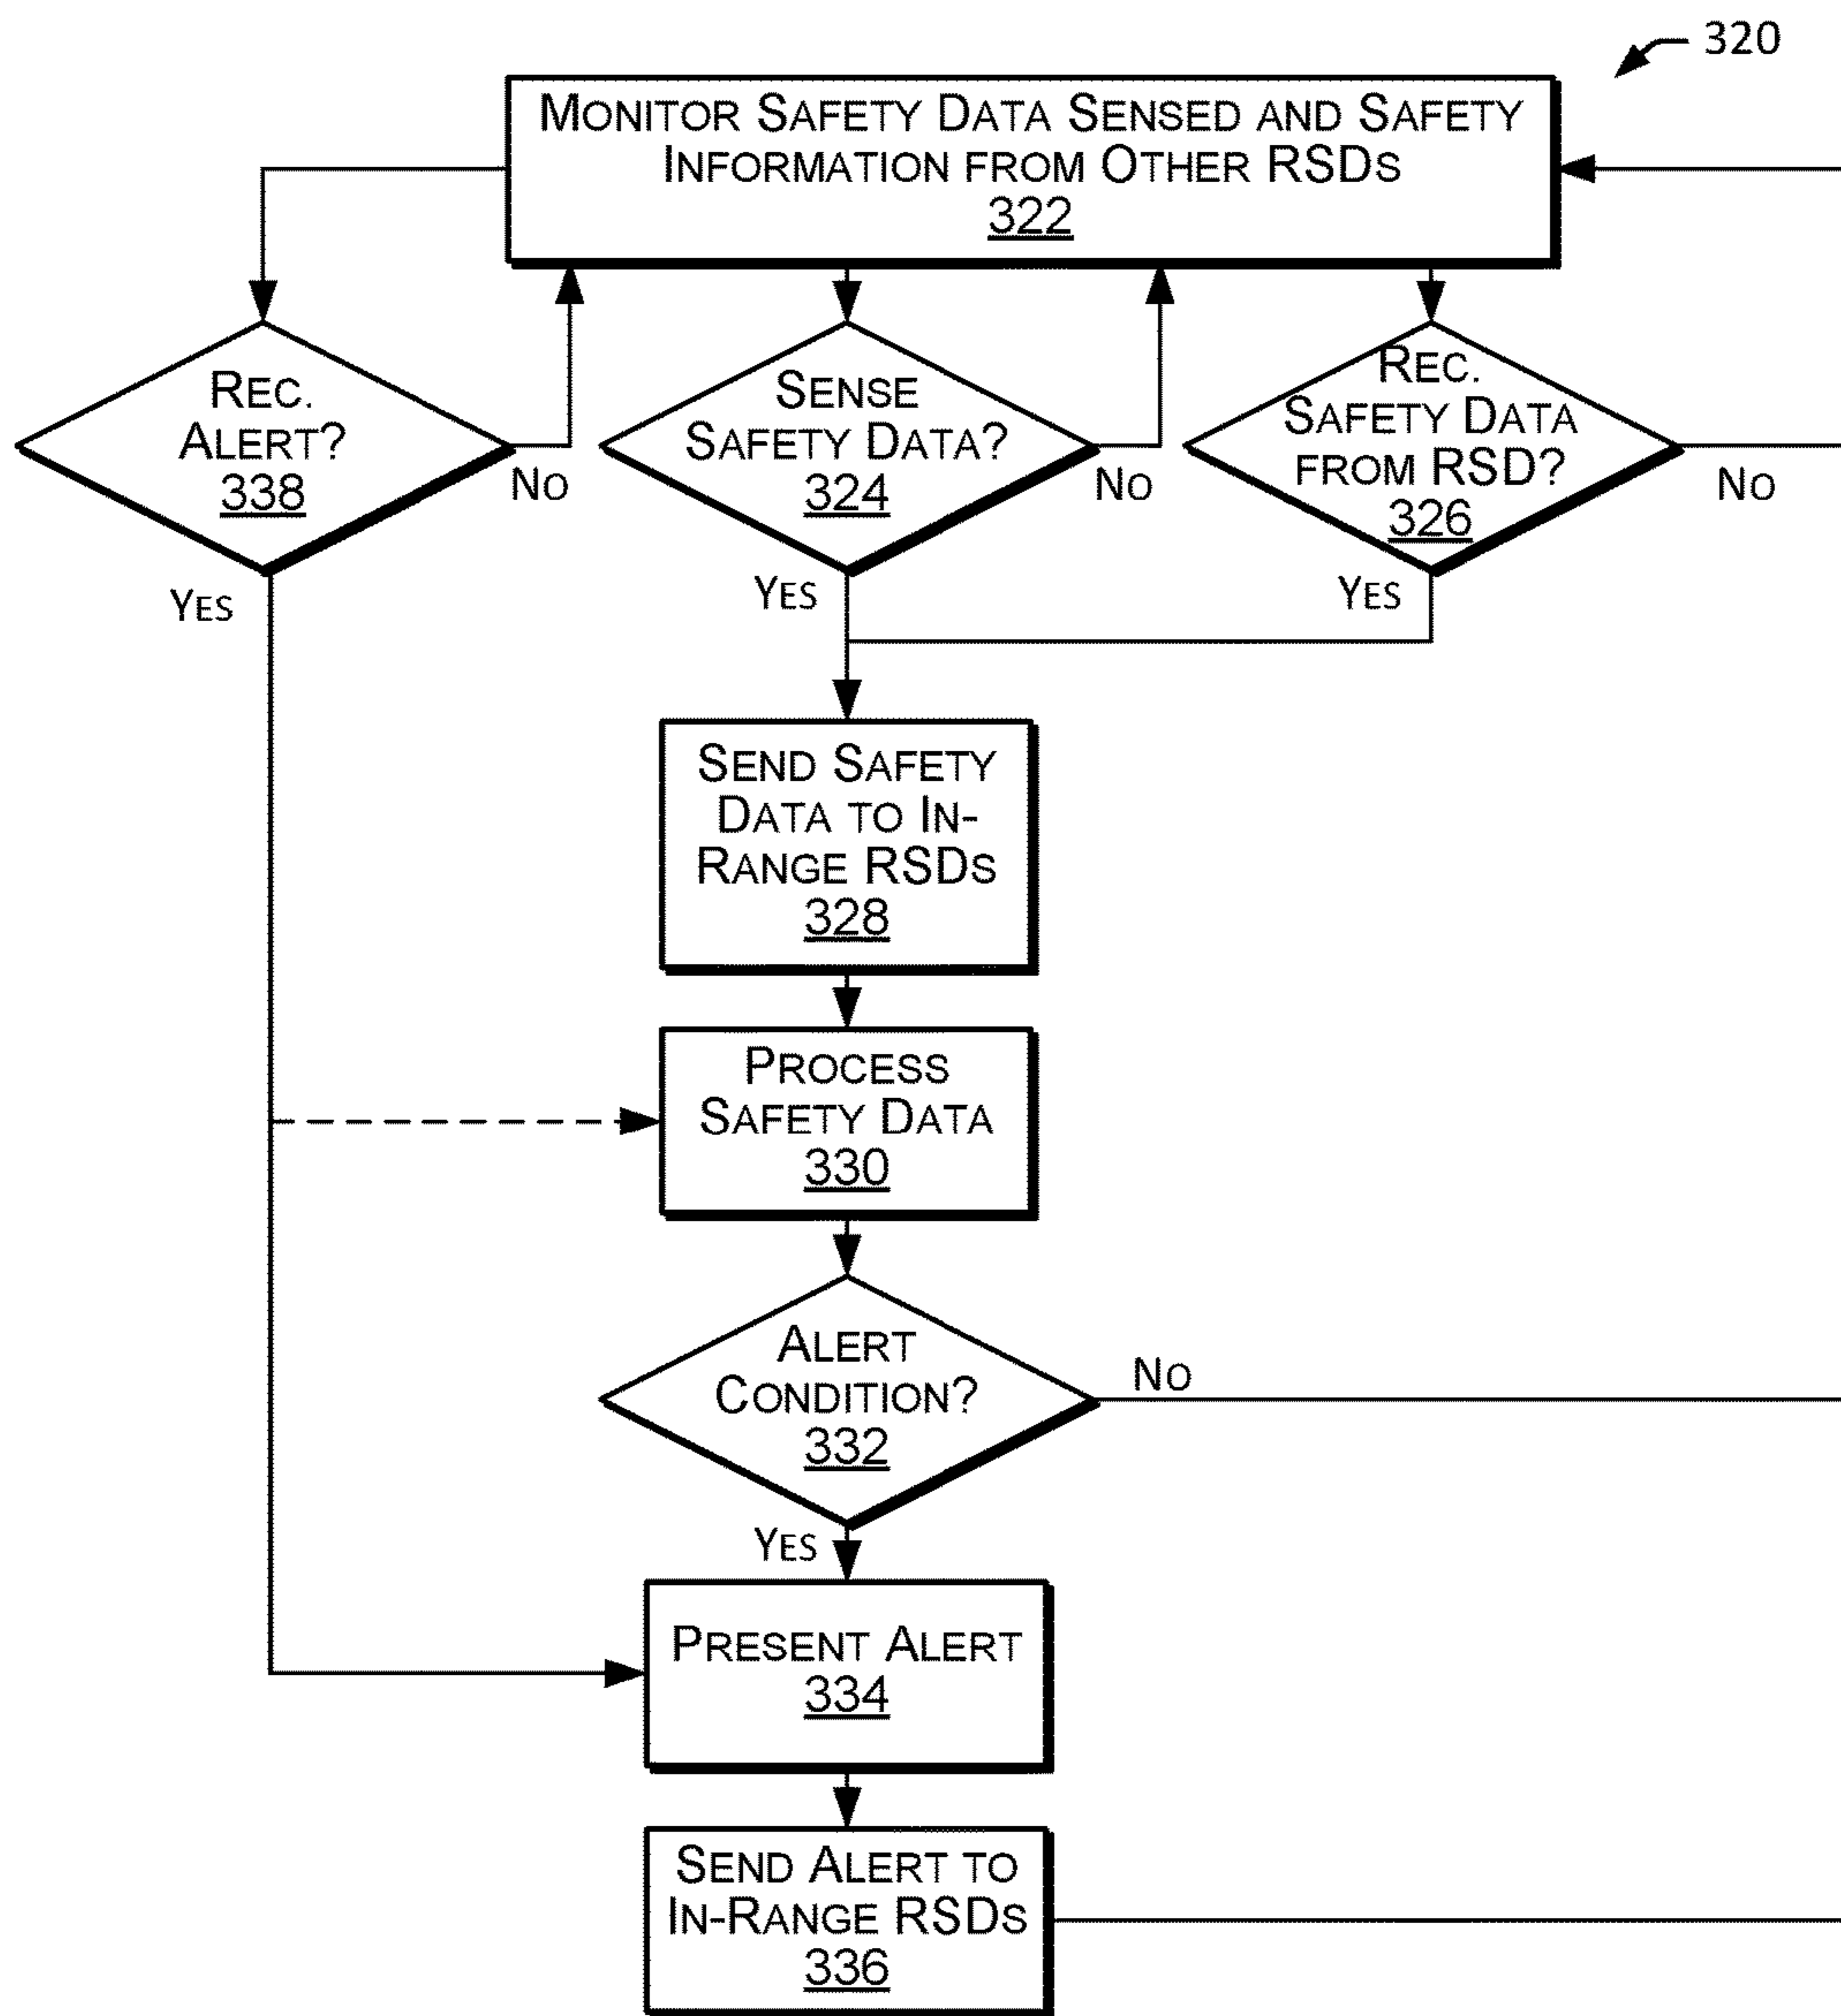 320
Monitor Safety Data Sensed and Safety
Information from Other RSDs
322
Rec.
Alert?
338
No
Sense
Safety Data?
324
No
Rec.
Safety Data
from RSD?
326
No
Yes
Yes
Yes
Send Safety
Data to In-
Range RSDs
328
Process
Safety Data
330
Alert
Condition?
332
No
Yes
Present Alert
334
Send Alert to
In-Range RSDs
336